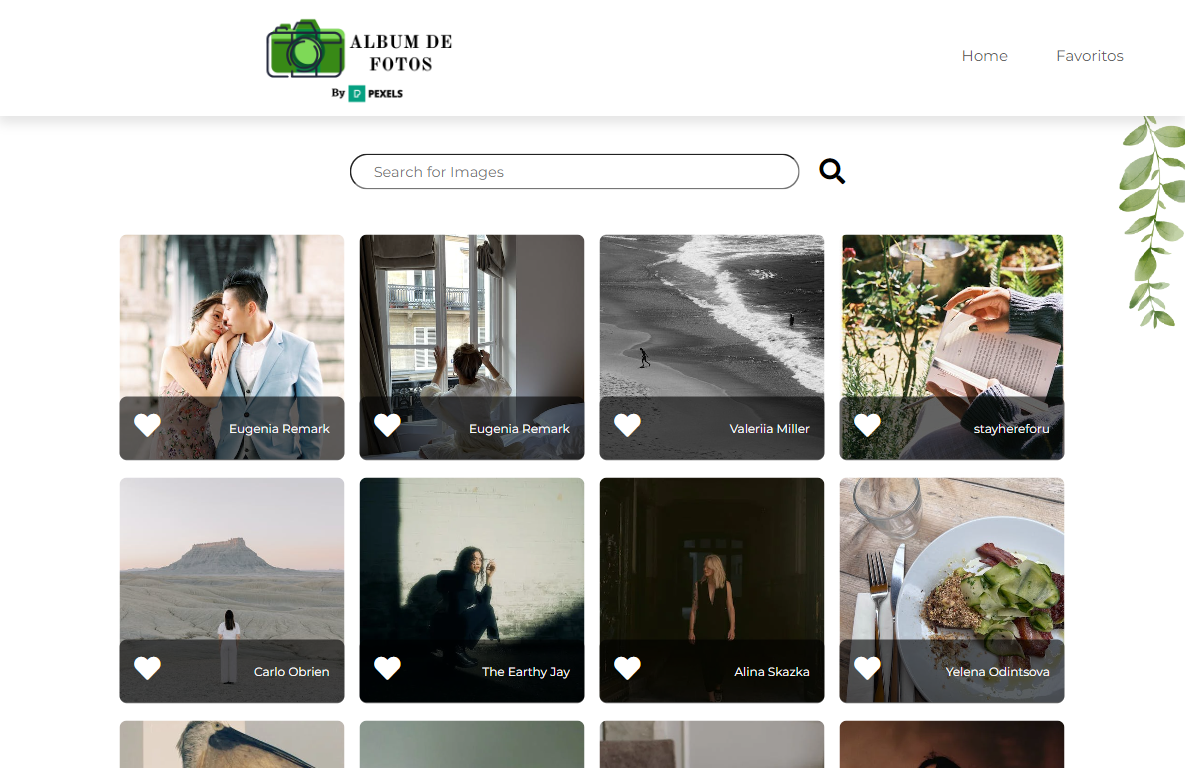 ALBUM DE
FOTOS
By PEXELS
Home
Favoritos
Search for Images
Eugenia Remark
Eugenia Remark
Valeriia Miller
stayhereforu
Carlo Obrien
The Earthy Jay
Alina Skazka
Yelena Odintsova